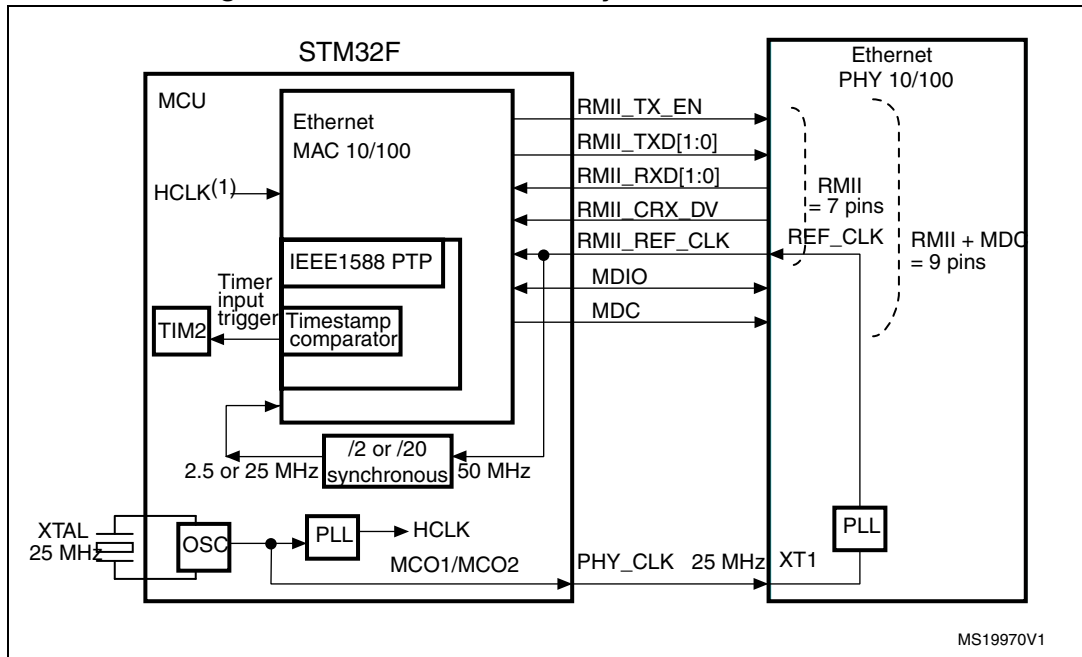 STM32F
MCU
Ethernet
MAC 10/100
HCLK(1)
IEEE1588 PTP
Timer
input
trigger
TIM2
Timestamp
comparator
/2 or /20
synchronous
2.5 or 25 MHz
50 MHz
XTAL
25 MHz
OSC
PLL
HCLK
MCO1/MCO2
RMII_TX_EN
RMII_TXD[1:0]
RMII_RXD[1:0]
RMII_CRX_DV
RMII_REF_CLK
MDIO
MDC
PHY_CLK 25 MHz
Ethernet
PHY 10/100
RMII
= 7 pins
REF_CLK
RMII + MDC
= 9 pins
PLL
XT1
MS19970V1